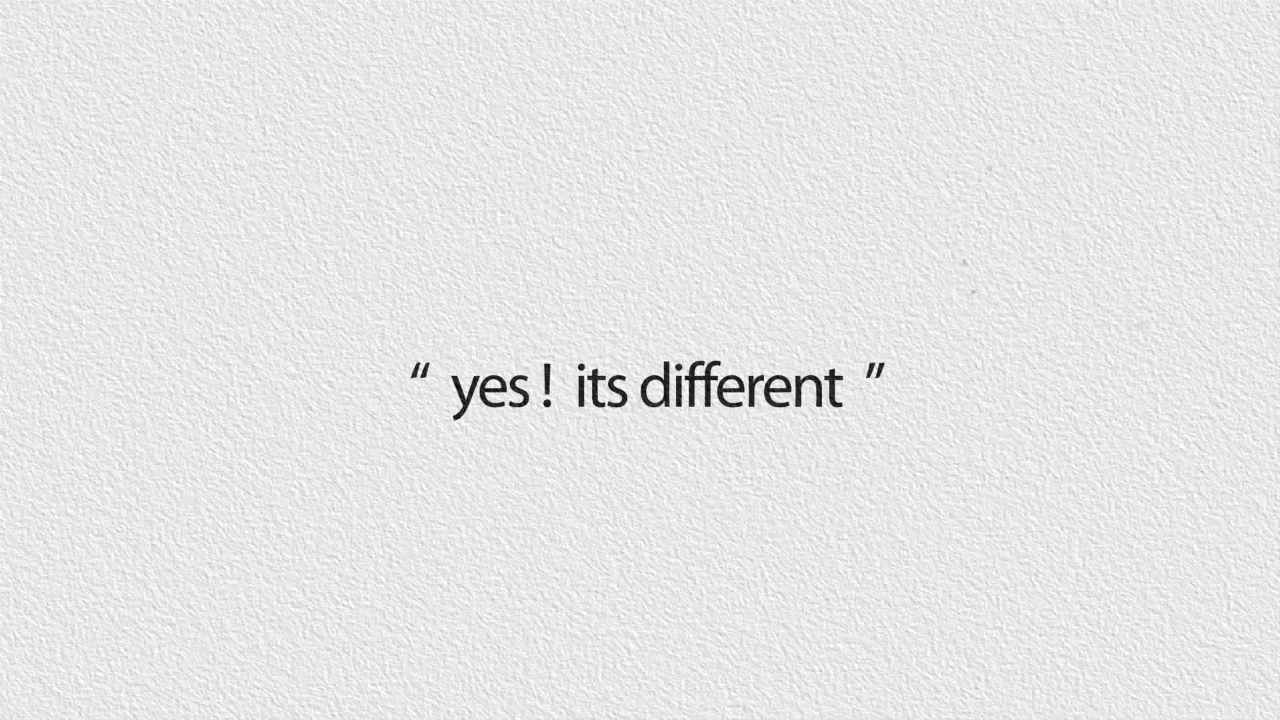 “ yes ! its different ”